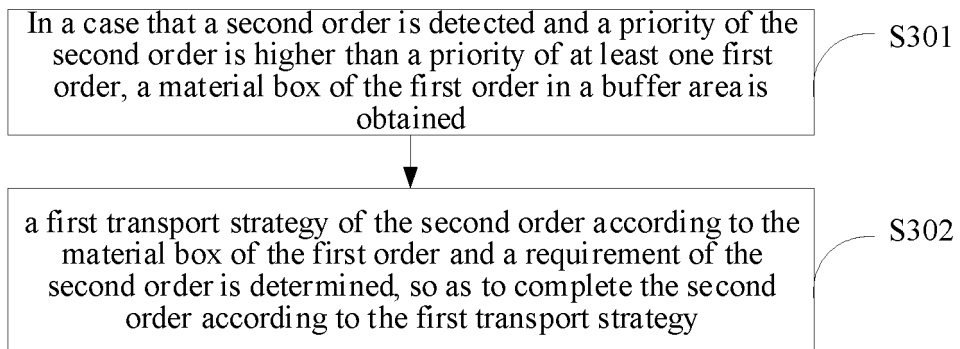 In a case that a second order is detected and a priority of the
second order is higher than a priority of at least one first
order, a material box of the first order in a buffer area is
obtained
S301
a first transport strategy of the second order according to the
material box of the first order and a requirement of the
second order is determined, so as to complete the second
order according to the first transport strategy
S302